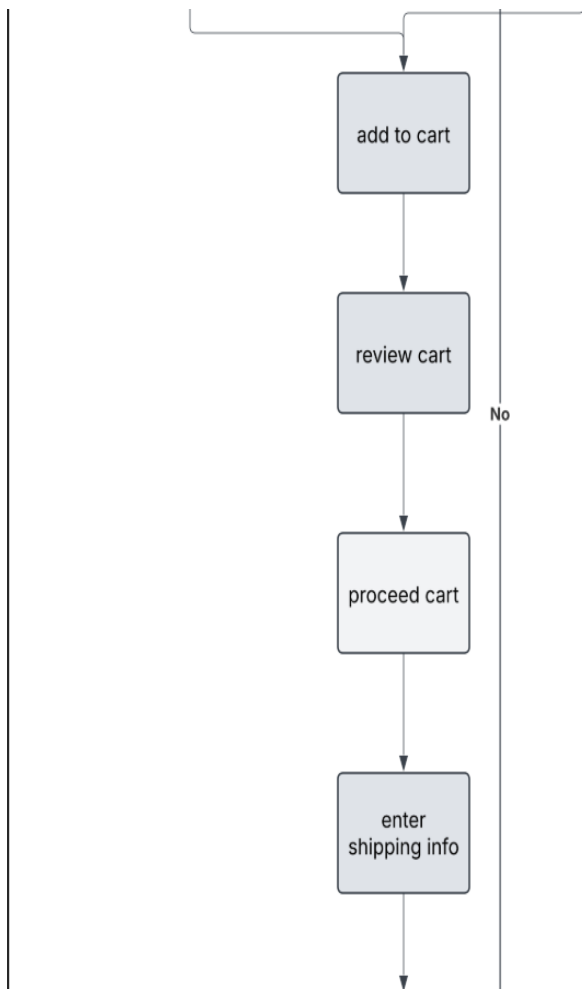 add to cart
review cart
No
proceed cart
enter
shipping info